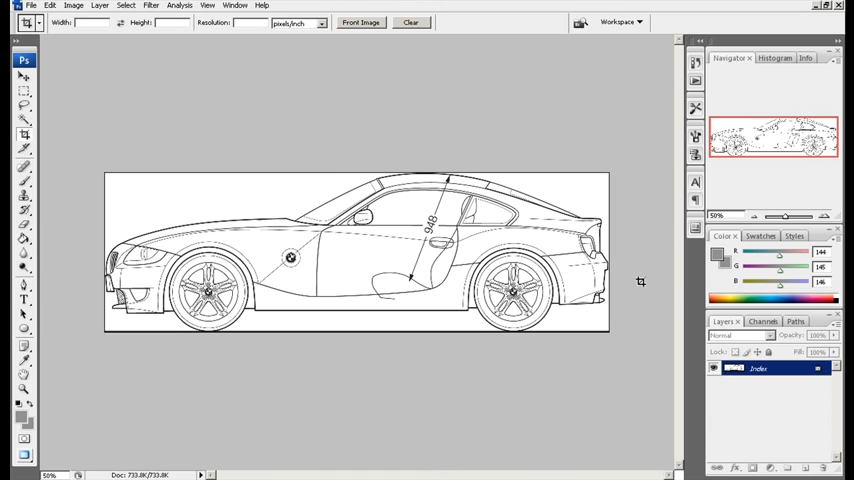 Ps File Edit Image Layer Select Filter Analysis View Window Help
Width: Height: Resolution: pixels/inch Front Image Clear Workspace
Ps
Navigator Histogram Info
50%
Color Swatches Styles
R 144
G 145
B 146
Layers Channels Paths
Normal Opacity: 100%
Lock: Fill: 100%
Index
948
T
A
50% Doc: 733.8K/733.8K